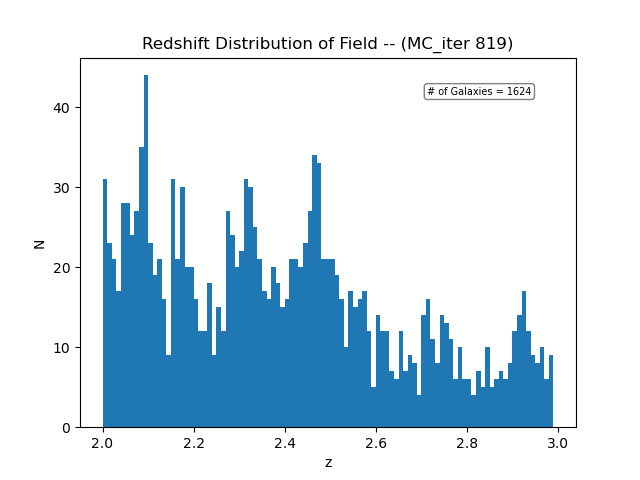 Redshift Distribution of Field -- (MC_iter 819)
# of Galaxies = 1624
40
30
20
10
0
N
2.0 2.2 2.4 2.6 2.8 3.0
z